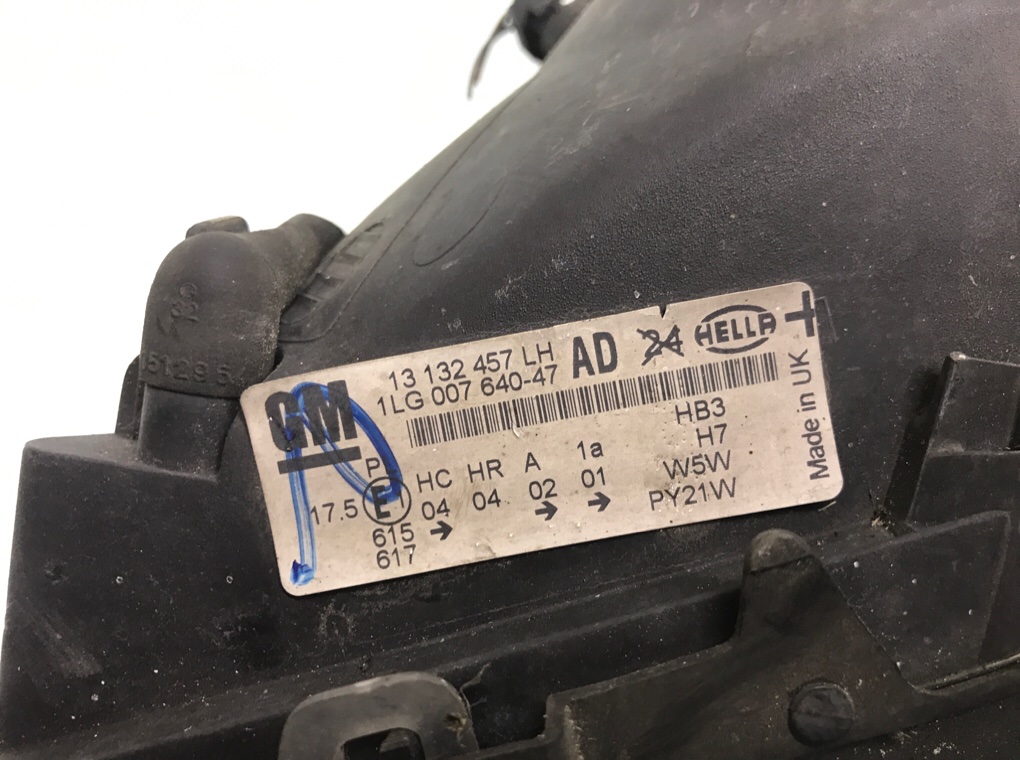 GM
13 132 457 LH
1LG 007 640-47
AD
24
HELLA
Made in UK
HB3
H7
W5W
PY21W
P HC HR A 1a
17.5 E1 04 04 02 01
615 → → →
617